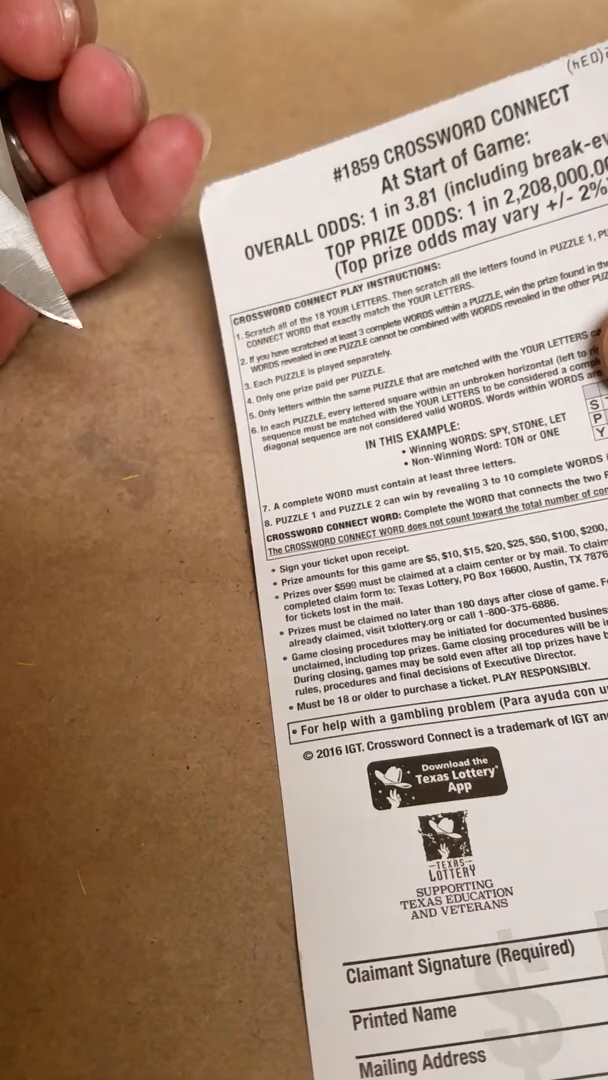 (hEO)
#1859 CROSSWORD CONNECT
At Start of Game:
OVERALL ODDS: 1 in 3.81 (including break-ev
TOP PRIZE ODDS: 1 in 2,208,000.00
(Top prize odds may vary +/- 2%
CROSSWORD CONNECT PLAY INSTRUCTIONS:
1. Scratch all of the 18 YOUR LETTERS. Then scratch all the letters found in PUZZLE 1, PU
CONNECT WORD that exactly match the YOUR LETTERS.
2. If you have scratched at least 3 complete WORDS within a PUZZLE, win the prize found in the
WORDS revealed in one PUZZLE cannot be combined with WORDS revealed in the other PUZ
3. Each PUZZLE is played separately.
4. Only one prize paid per PUZZLE.
5. Only letters within the same PUZZLE that are matched with the YOUR LETTERS ca
6. In each PUZZLE, every lettered square within an unbroken horizontal (left to ri
sequence must be matched with the YOUR LETTERS to be considered a compl
diagonal sequence are not considered valid WORDS. Words within WORDS are
IN THIS EXAMPLE:
• Winning WORDS: SPY, STONE, LET
• Non-Winning Word: TON or ONE
S
P
Y
7. A complete WORD must contain at least three letters.
8. PUZZLE 1 and PUZZLE 2 can win by revealing 3 to 10 complete WORDS
CROSSWORD CONNECT WORD: Complete the WORD that connects the two P
The CROSSWORD CONNECT WORD does not count toward the total number of com
• Sign your ticket upon receipt.
• Prize amounts for this game are $5, $10, $15, $20, $25, $50, $100, $200,
• Prizes over $599 must be claimed at a claim center or by mail. To claim
completed claim form to: Texas Lottery, PO Box 16600, Austin, TX 7876
for tickets lost in the mail.
• Prizes must be claimed no later than 180 days after close of game. F
already claimed, visit txlottery.org or call 1-800-375-6886.
• Game closing procedures may be initiated for documented business
unclaimed, including top prizes. Game closing procedures will be in
During closing, games may be sold even after all top prizes have b
rules, procedures and final decisions of Executive Director.
• Must be 18 or older to purchase a ticket. PLAY RESPONSIBLY.
• For help with a gambling problem (Para ayuda con u
© 2016 IGT. Crossword Connect is a trademark of IGT an
Download the
Texas Lottery®
App
TEXAS
LOTTERY
SUPPORTING
TEXAS EDUCATION
AND VETERANS
Claimant Signature (Required)
Printed Name
Mailing Address
$